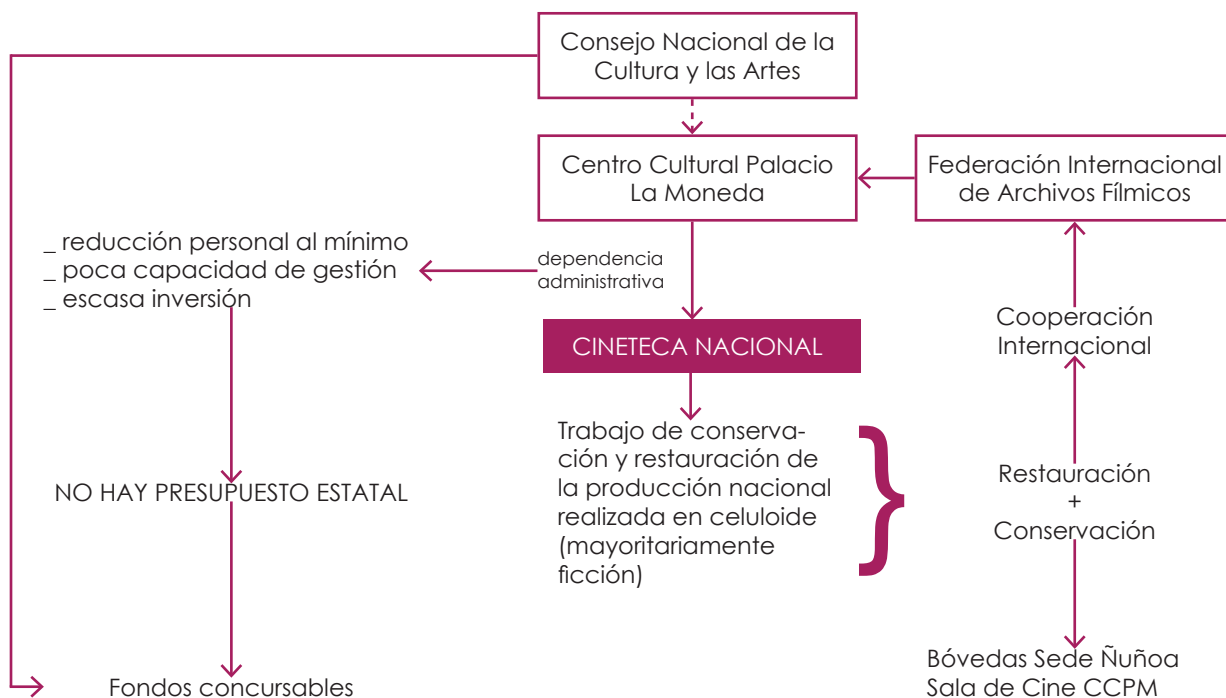 Consejo Nacional de la
Cultura y las Artes
Centro Cultural Palacio
La Moneda
Federación Internacional
de Archivos Fílmicos
_ reducción personal al mínimo
_ poca capacidad de gestión
_ escasa inversión
dependencia
administrativa
CINETECA NACIONAL
Cooperación
Internacional
Trabajo de conserva-
ción y restauración de
la producción nacional
realizada en celuloide
(mayoritariamente
ficción)
}
Restauración
+
Conservación
NO HAY PRESUPUESTO ESTATAL
Fondos concursables
Bóvedas Sede Ñuñoa
Sala de Cine CCPM